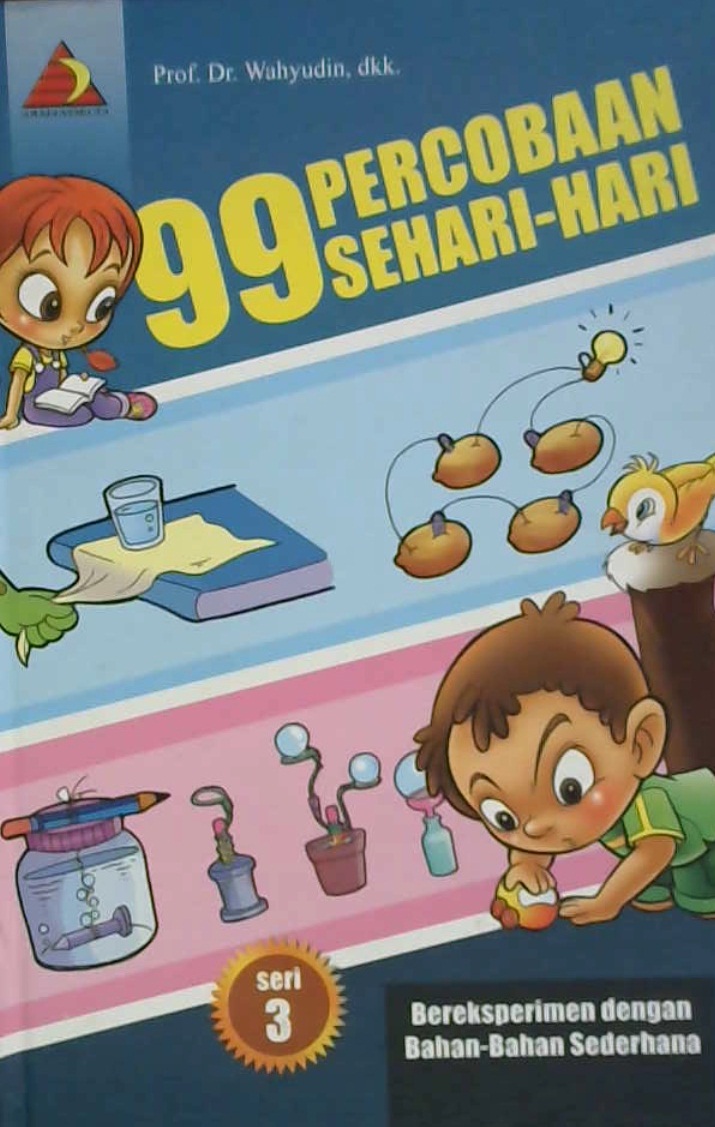 Prof. Dr. Wahyudin, dkk.
99 PERCOBAAN
SEHARI-HARI
seri
3
Bereksperimen dengan
Bahan-Bahan Sederhana